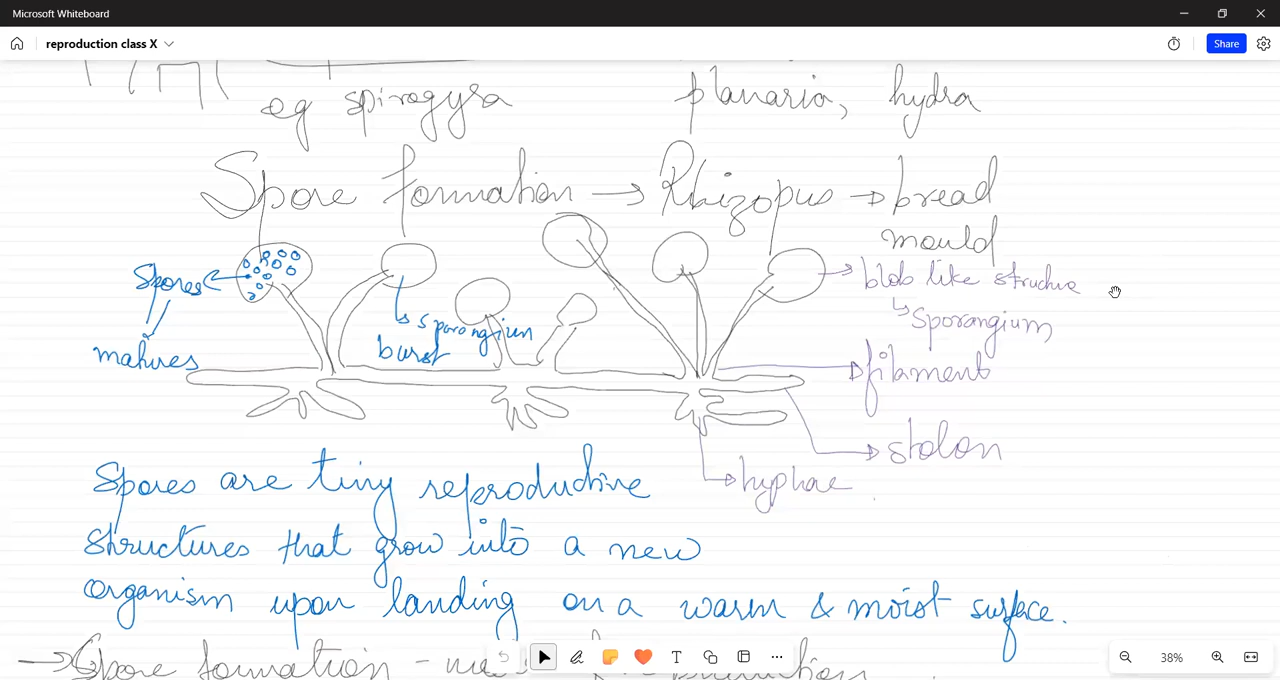 Microsoft Whiteboard
reproduction class X
Share
eg spirogyra
planaria, hydra
Spore formation → Rhizopus → bread
mould
Spores
matures
sporangium
burst
blob like structure
↳ Sporangium
filament
stolon
hyphae
Spores are tiny reproductive
structures that grow into a new
organism upon landing on a warm & moist surface.
→ Spore formation -
38%